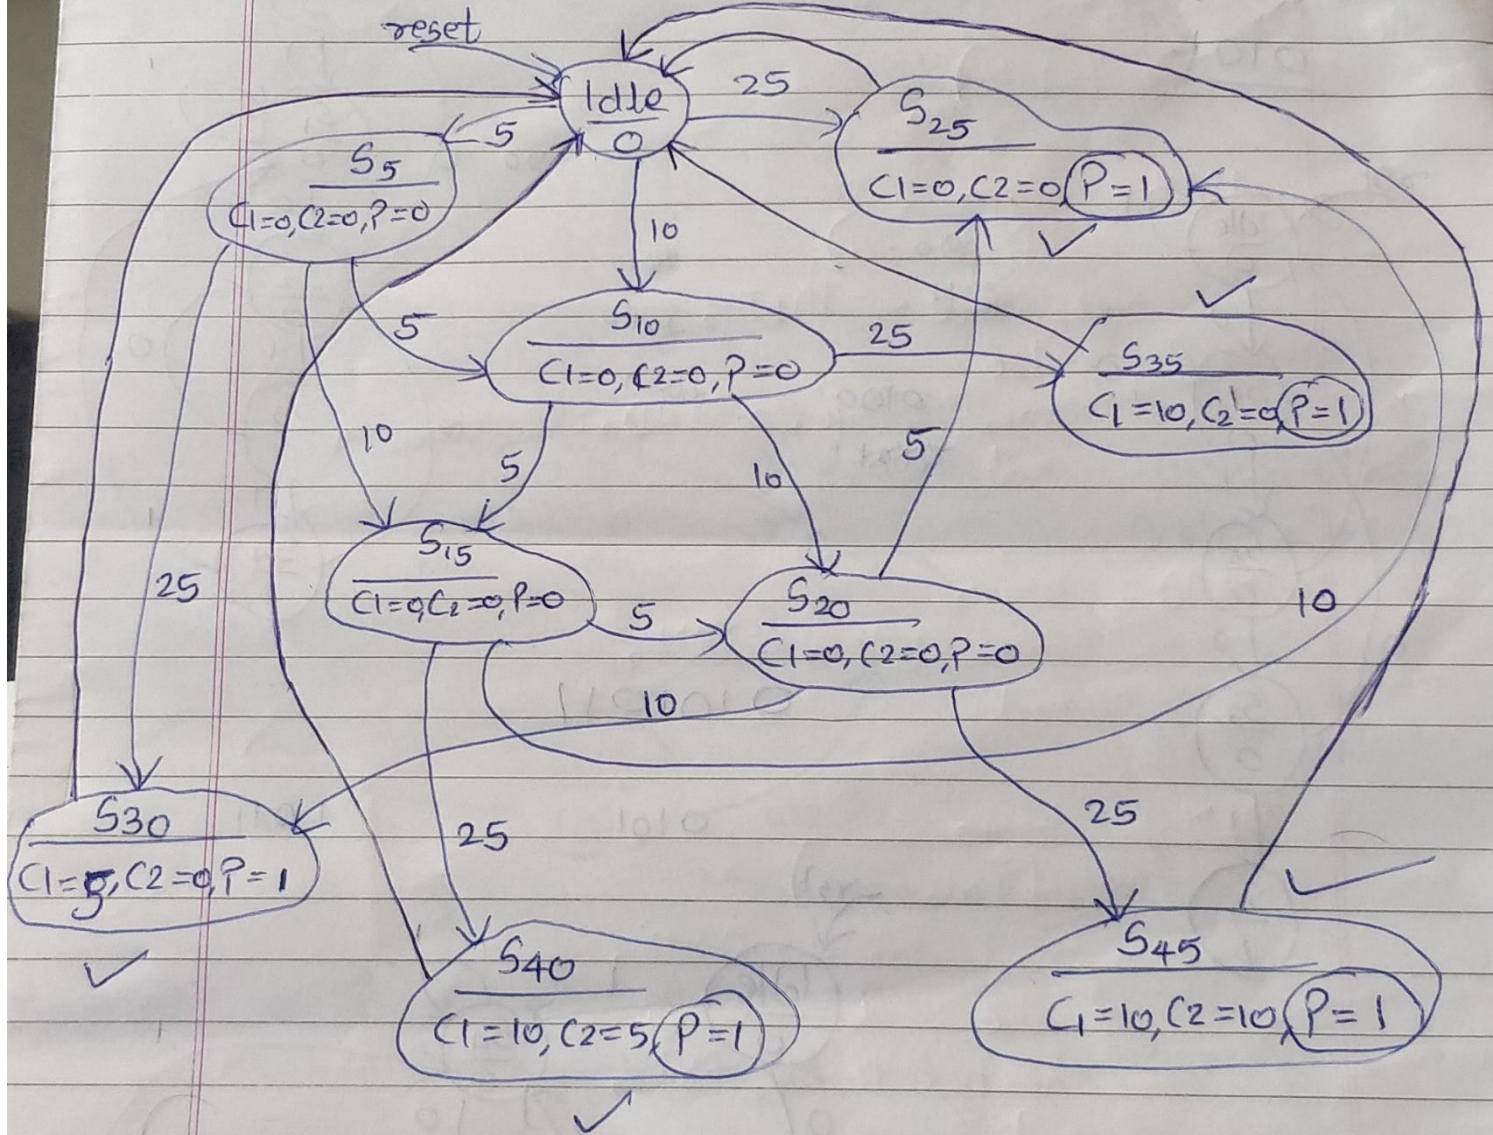 reset
Idle
0
25
S25
C1=0, C2=0, P=1
5
S5
C1=0, C2=0, P=0
10
S10
C1=0, C2=0, P=0
5
25
S35
C1=10, C2=0, P=1
10
5
10
5
S15
C1=0, C2=0, P=0
25
5
S20
C1=0, C2=0, P=0
10
10
25
25
S30
C1=5, C2=0, P=1
S40
C1=10, C2=5, P=1
S45
C1=10, C2=10, P=1